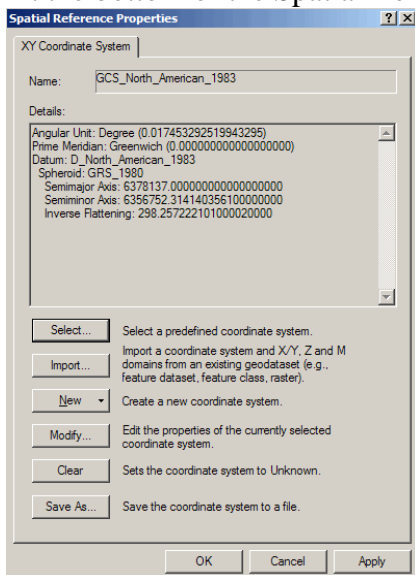 Spatial Reference Properties
XY Coordinate System
Name: GCS_North_American_1983
Details:
Angular Unit: Degree (0.017453292519943295)
Prime Meridian: Greenwich (0.000000000000000000)
Datum: D_North_American_1983
Spheroid: GRS_1980
Semimajor Axis: 6378137.000000000000000000
Semiminor Axis: 6356752.314140356100000000
Inverse Flattening: 298.257222101000020000
Select... Select a predefined coordinate system.
Import... Import a coordinate system and X/Y, Z and M
domains from an existing geodataset (e.g.,
feature dataset, feature class, raster).
New Create a new coordinate system.
Modify... Edit the properties of the currently selected
coordinate system.
Clear Sets the coordinate system to Unknown.
Save As... Save the coordinate system to a file.
OK Cancel Apply